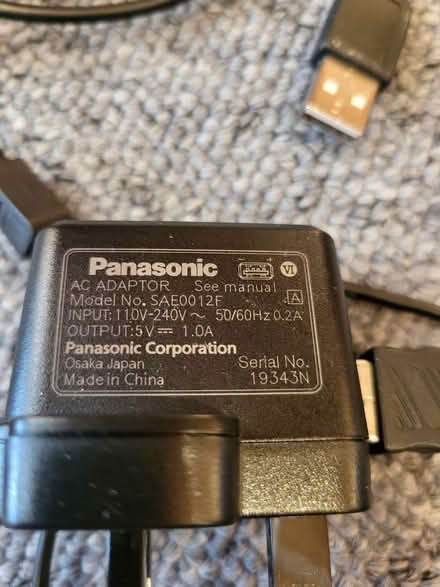 Panasonic VI
AC ADAPTOR See manual
Model No. SAE0012F A
INPUT: 110V-240V ~ 50/60Hz 0.2A
OUTPUT: 5V ⎓ 1.0A
Panasonic Corporation
Osaka Japan Serial No.
Made in China 19343N